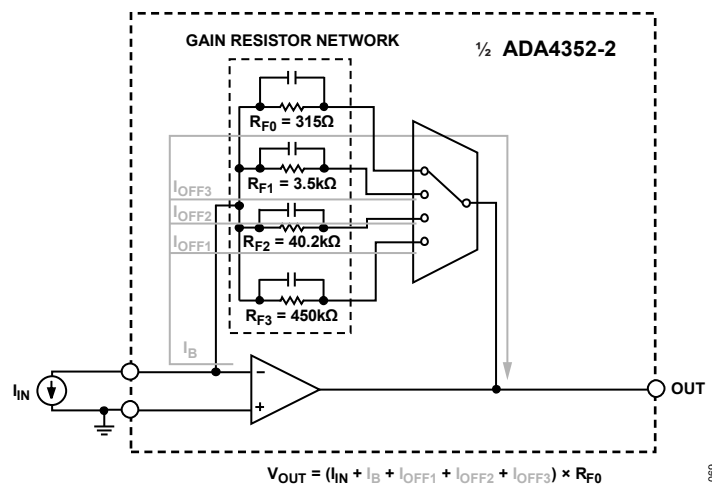 GAIN RESISTOR NETWORK
½ ADA4352-2
RF0 = 315Ω
RF1 = 3.5kΩ
IOFF3
IOFF2
RF2 = 40.2kΩ
IOFF1
RF3 = 450kΩ
IB
−
+
IIN
OUT
VOUT = (IIN + IB + IOFF1 + IOFF2 + IOFF3) × RF0
069